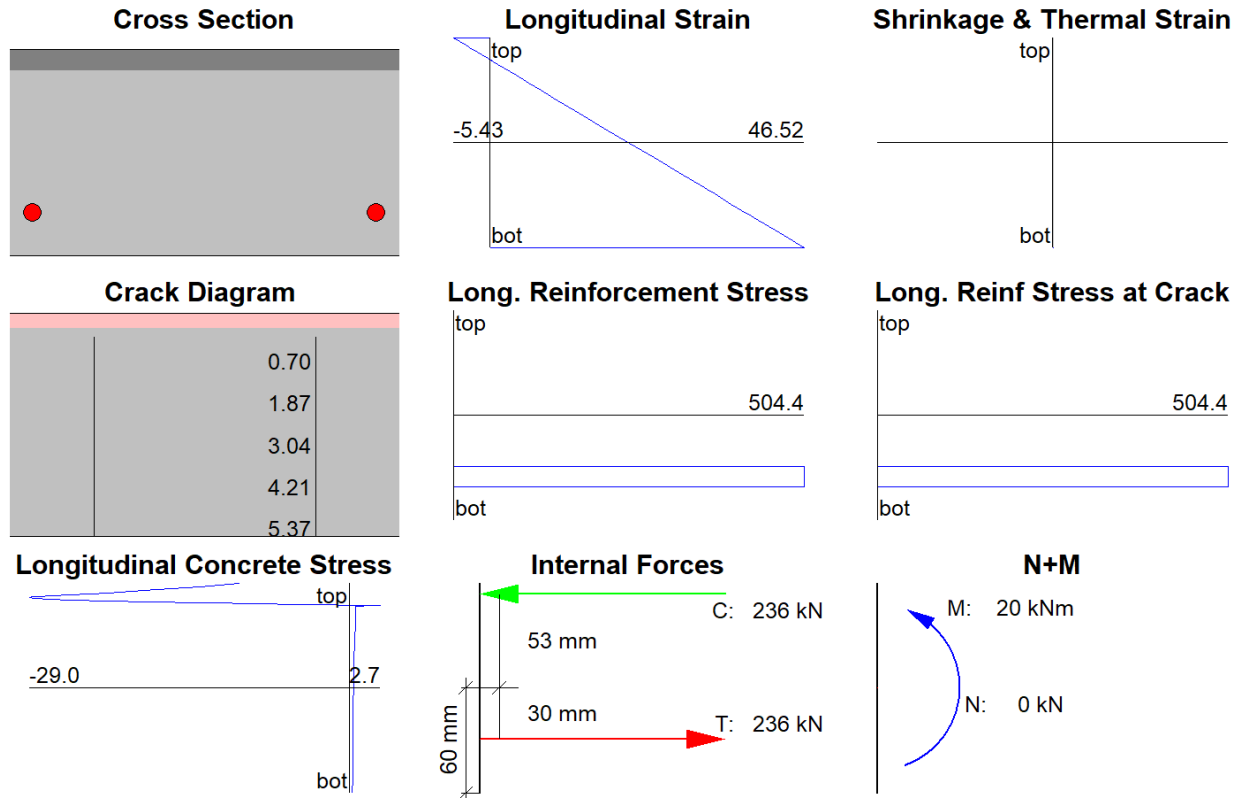 Cross Section
Longitudinal Strain
top
-5.43 46.52
bot
Shrinkage & Thermal Strain
top
bot
Crack Diagram
0.70
1.87
3.04
4.21
5.37
Long. Reinforcement Stress
top
504.4
bot
Long. Reinf Stress at Crack
top
504.4
bot
Longitudinal Concrete Stress
top
-29.0 2.7
bot
Internal Forces
C: 236 kN
53 mm
30 mm
T: 236 kN
60 mm
N+M
M: 20 kNm
N: 0 kN